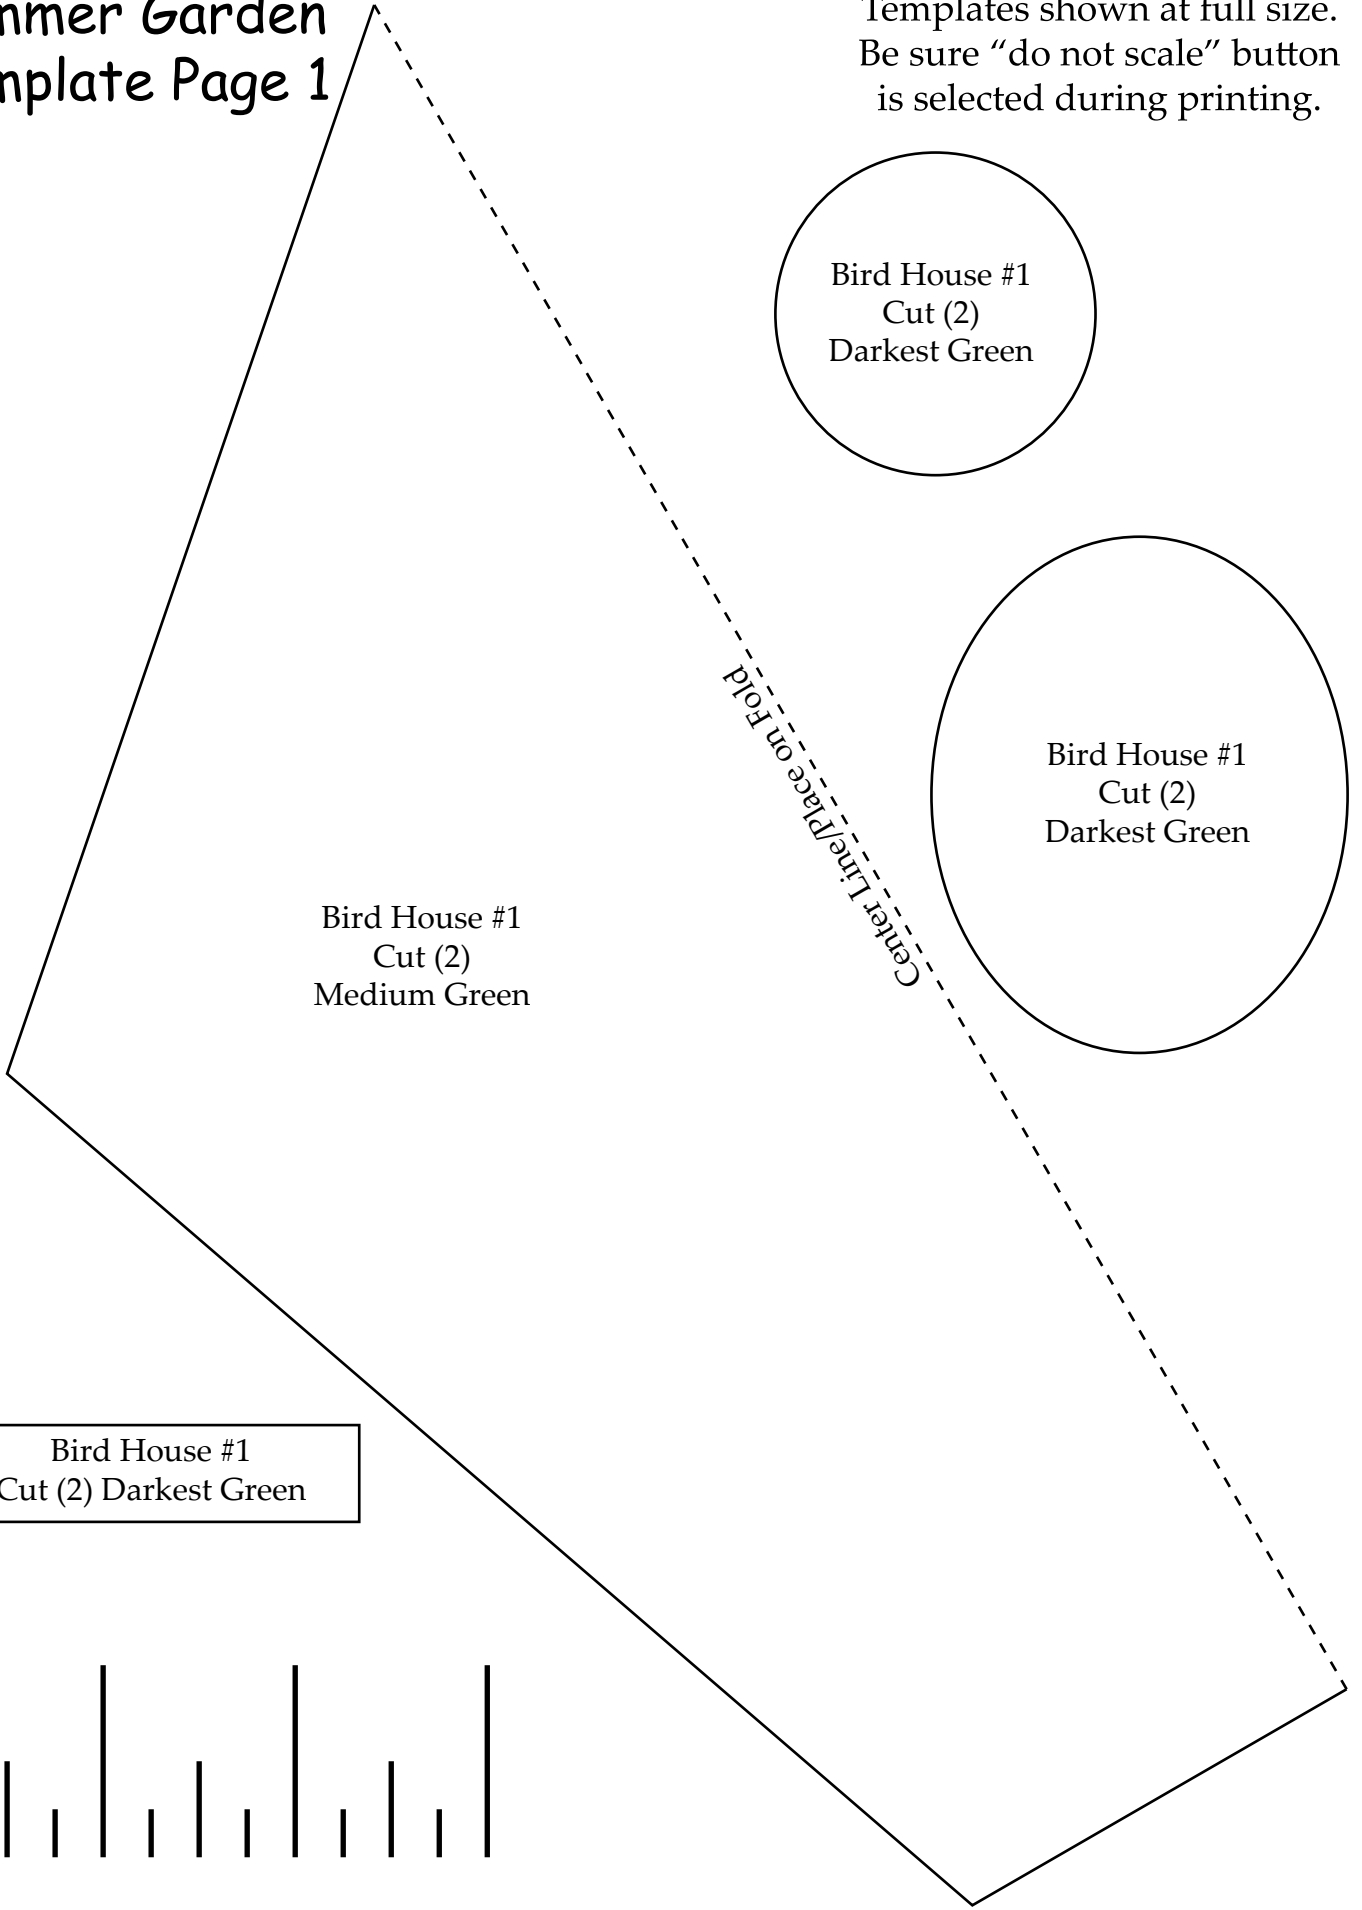 mmer Garden
mplate Page 1
Templates shown at full size.
Be sure “do not scale” button
is selected during printing.
Bird House #1
Cut (2)
Darkest Green
Bird House #1
Cut (2)
Darkest Green
Center Line/Place on Fold
Bird House #1
Cut (2)
Medium Green
Bird House #1
Cut (2) Darkest Green